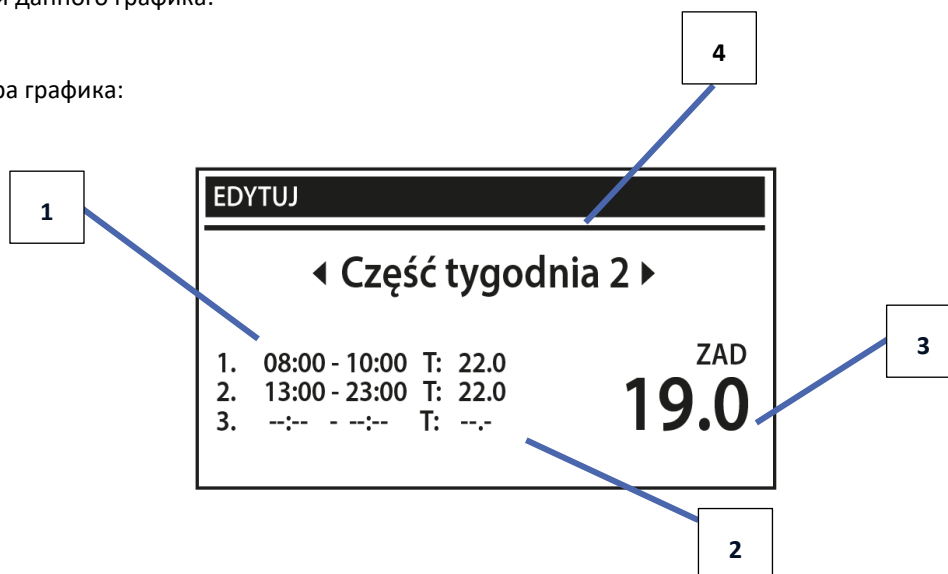 данного графика.
4
графика:
1
EDYTUJ
Część tygodnia 2
ZAD
3
1. 08:00 - 10:00 T: 22.0
2. 13:00 - 23:00 T: 22.0
19.0
3. --:-- - --:-- T: --.-
2